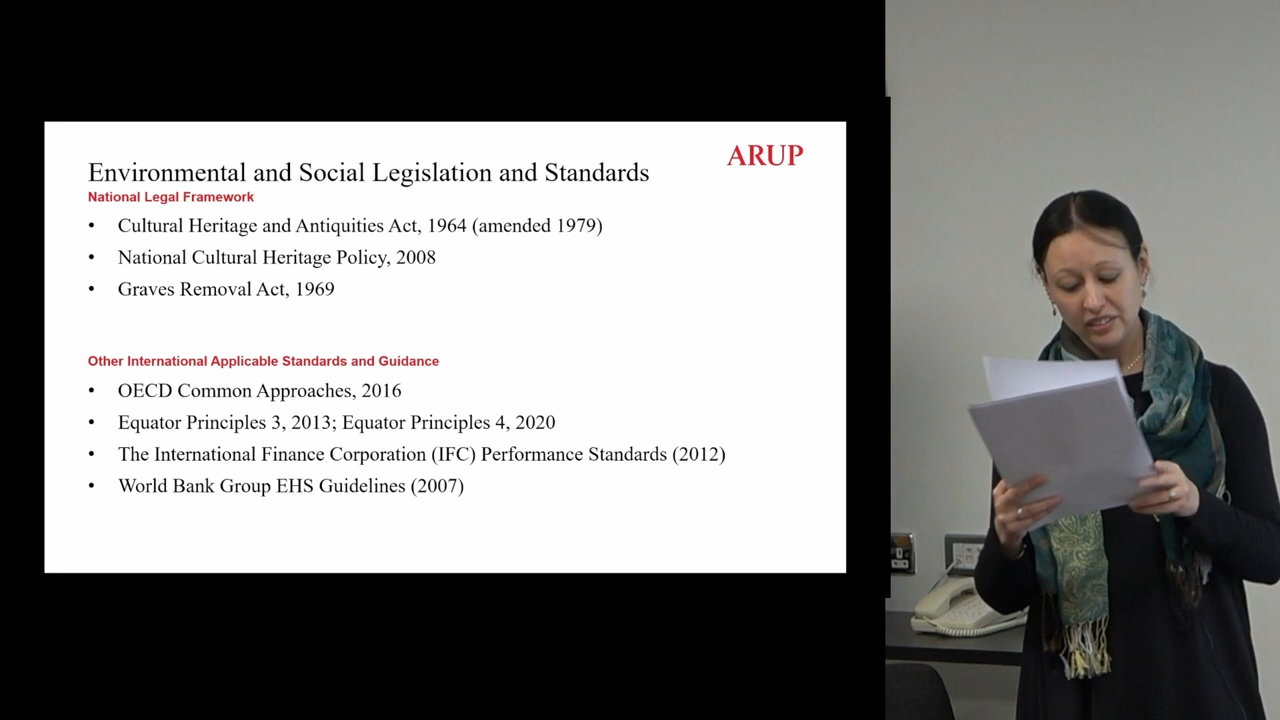 ARUP
Environmental and Social Legislation and Standards
National Legal Framework
• Cultural Heritage and Antiquities Act, 1964 (amended 1979)
• National Cultural Heritage Policy, 2008
• Graves Removal Act, 1969
Other International Applicable Standards and Guidance
• OECD Common Approaches, 2016
• Equator Principles 3, 2013; Equator Principles 4, 2020
• The International Finance Corporation (IFC) Performance Standards (2012)
• World Bank Group EHS Guidelines (2007)